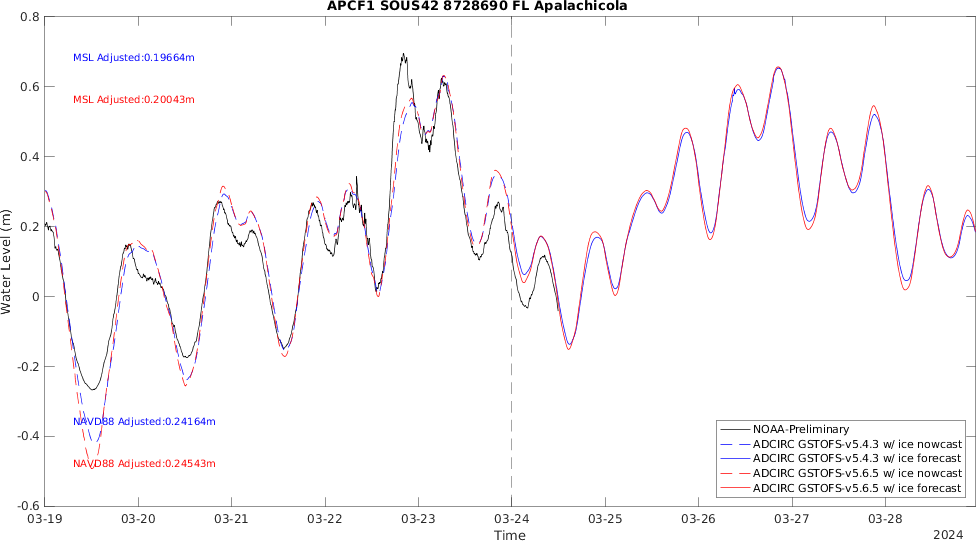 APCF1 SOUS42 8728690 FL Apalachicola
0.8
0.6
0.4
0.2
0
-0.2
-0.4
-0.6
Water Level (m)
MSL Adjusted:0.19664m
MSL Adjusted:0.20043m
NAVD88 Adjusted:0.24164m
NAVD88 Adjusted:0.24543m
NOAA-Preliminary
ADCIRC GSTOFS-v5.4.3 w/ ice nowcast
ADCIRC GSTOFS-v5.4.3 w/ ice forecast
ADCIRC GSTOFS-v5.6.5 w/ ice nowcast
ADCIRC GSTOFS-v5.6.5 w/ ice forecast
03-19 03-20 03-21 03-22 03-23 03-24 03-25 03-26 03-27 03-28
Time
2024